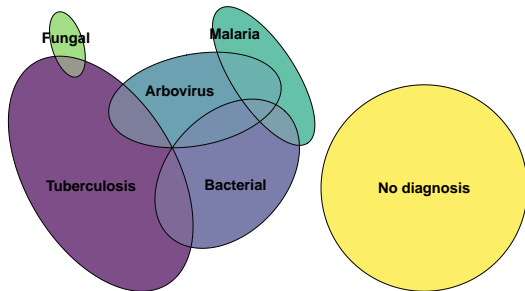 Fungal
Malaria
Arbovirus
Tuberculosis
Bacterial
No diagnosis